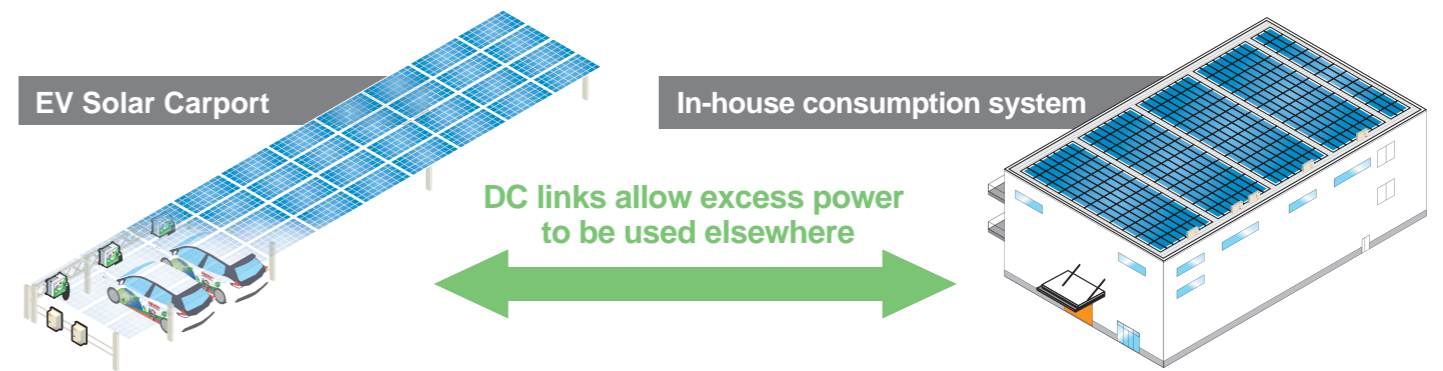 EV Solar Carport
In-house consumption system
DC links allow excess power
to be used elsewhere